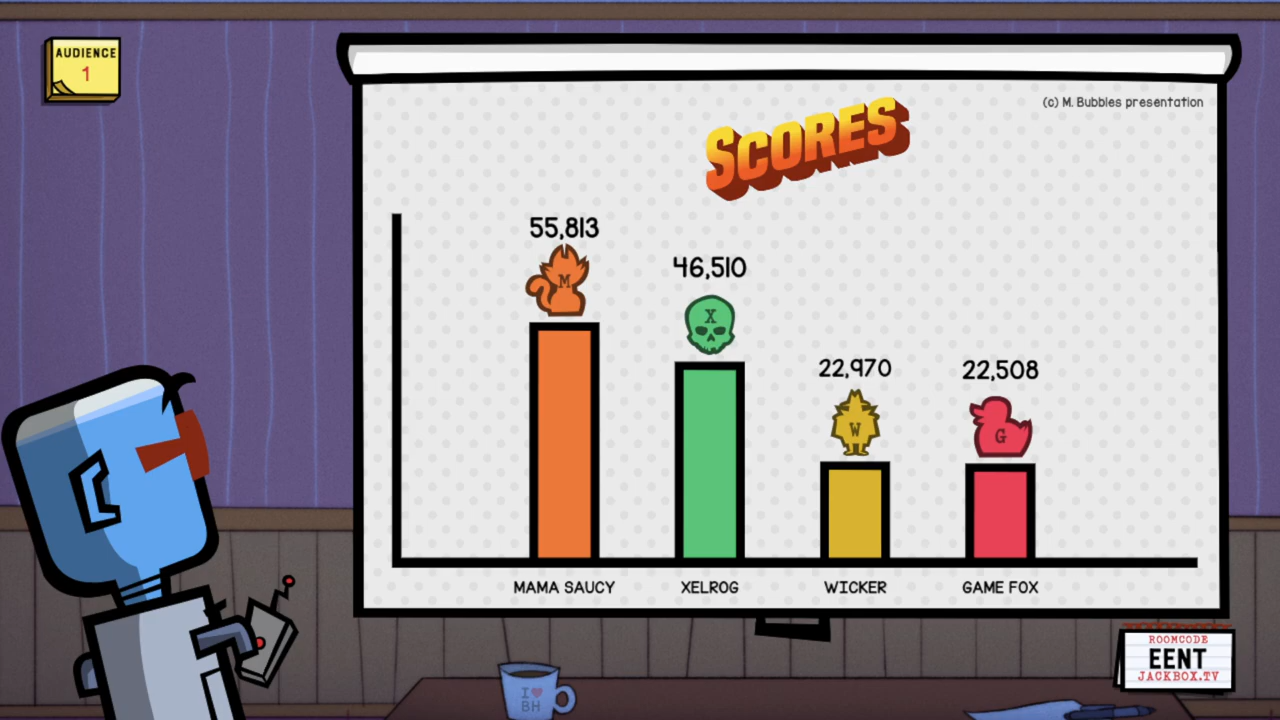 AUDIENCE
1
(c) M. Bubbles presentation
SCORES
55,813
46,510
22,970
22,508
M
X
W
G
MAMA SAUCY
XELROG
WICKER
GAME FOX
I ♥
BH
ROOMCODE
EENT
JACKBOX.TV